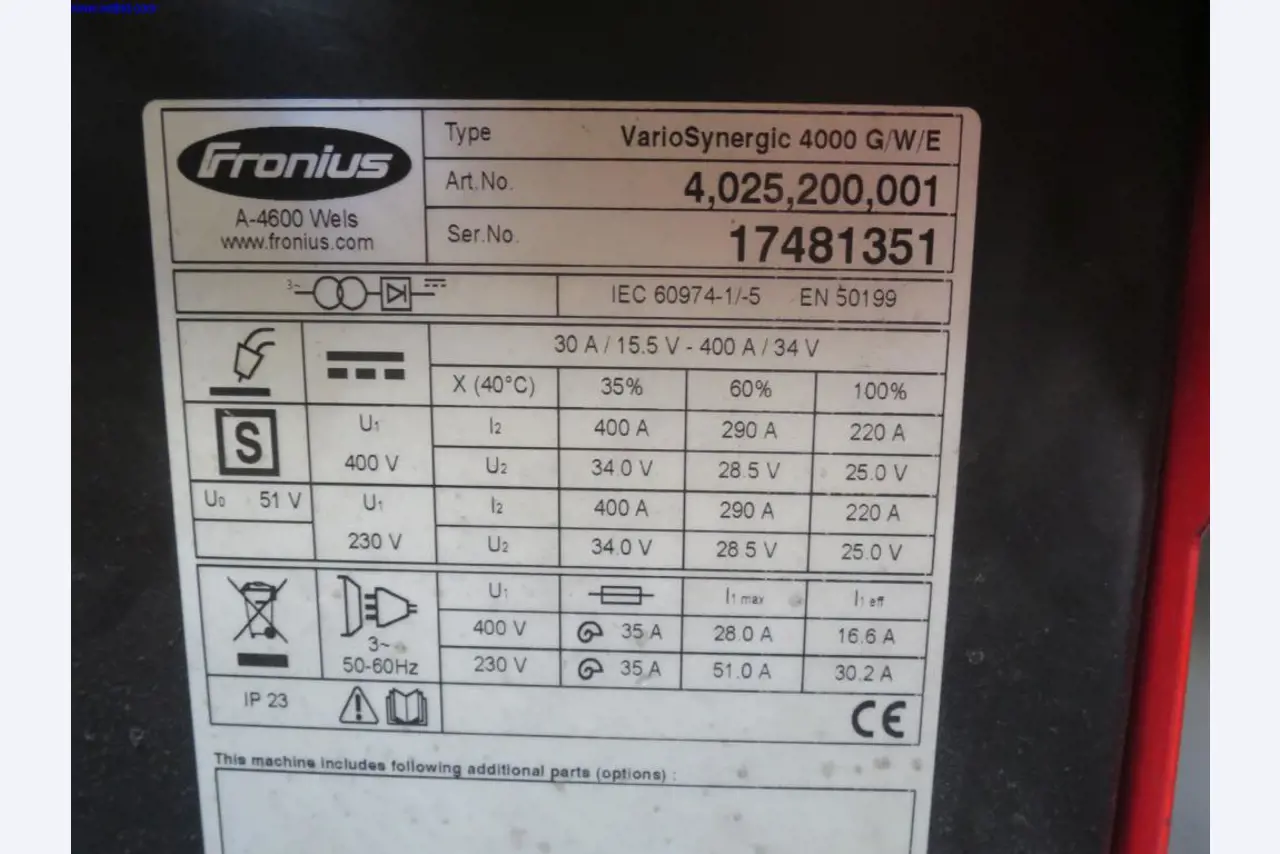 Fronius
A-4600 Wels
www.fronius.com
Type VarioSynergic 4000 G/W/E
Art.No. 4,025,200,001
Ser.No. 17481351
3~ IEC 60974-1/-5 EN 50199
30 A / 15.5 V - 400 A / 34 V
X (40°C) 35% 60% 100%
S U1 I2 400 A 290 A 220 A
400 V U2 34.0 V 28.5 V 25.0 V
U0 51 V U1 I2 400 A 290 A 220 A
230 V U2 34.0 V 28.5 V 25.0 V
U1 I1 max I1 eff
3~ 400 V 35 A 28.0 A 16.6 A
50-60Hz 230 V 35 A 51.0 A 30.2 A
IP 23 CE
This machine includes following additional parts (options) :